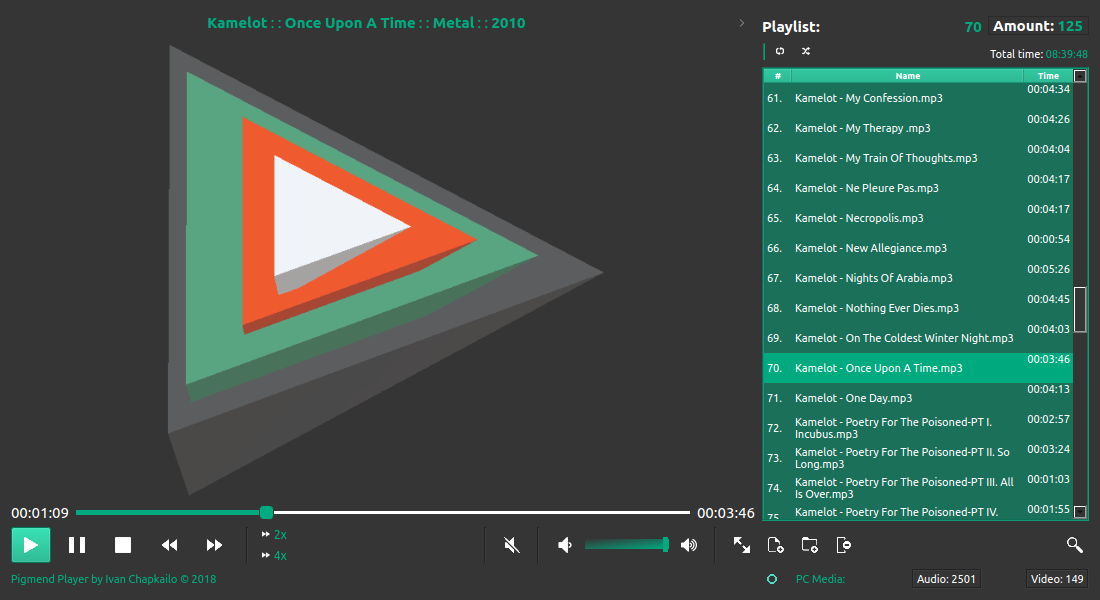 Kamelot : : Once Upon A Time : : Metal : : 2010
Playlist:
70
Amount: 125
Total time: 08:39:48
# Name Time
61. Kamelot - My Confession.mp3 00:04:34
62. Kamelot - My Therapy .mp3 00:04:26
63. Kamelot - My Train Of Thoughts.mp3 00:04:04
64. Kamelot - Ne Pleure Pas.mp3 00:04:17
65. Kamelot - Necropolis.mp3 00:04:17
66. Kamelot - New Allegiance.mp3 00:00:54
67. Kamelot - Nights Of Arabia.mp3 00:05:26
68. Kamelot - Nothing Ever Dies.mp3 00:04:45
69. Kamelot - On The Coldest Winter Night.mp3 00:04:03
70. Kamelot - Once Upon A Time.mp3 00:03:46
71. Kamelot - One Day.mp3 00:04:13
72. Kamelot - Poetry For The Poisoned-PT I. 00:02:57
Incubus.mp3
73. Kamelot - Poetry For The Poisoned-PT II. So 00:03:24
Long.mp3
74. Kamelot - Poetry For The Poisoned-PT III. All 00:01:03
Is Over.mp3
75. Kamelot - Poetry For The Poisoned-PT IV. 00:01:55
00:01:09
00:03:46
2x
4x
Pigmend Player by Ivan Chapkailo © 2018
PC Media:
Audio: 2501
Video: 149